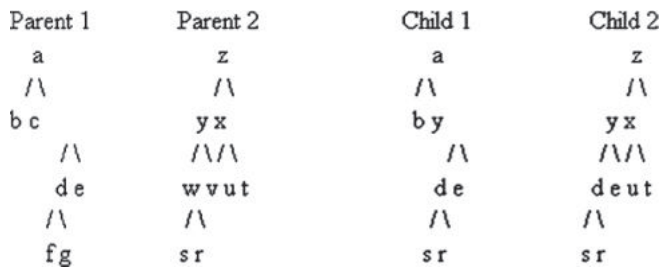 Parent 1 Parent 2 Child 1 Child 2
a z a z
/\ /\ /\ /\
b c y x b y y x
/\ /\/\ /\ /\/\
d e w v u t d e d e u t
/\ /\ /\ /\
f g s r s r s r